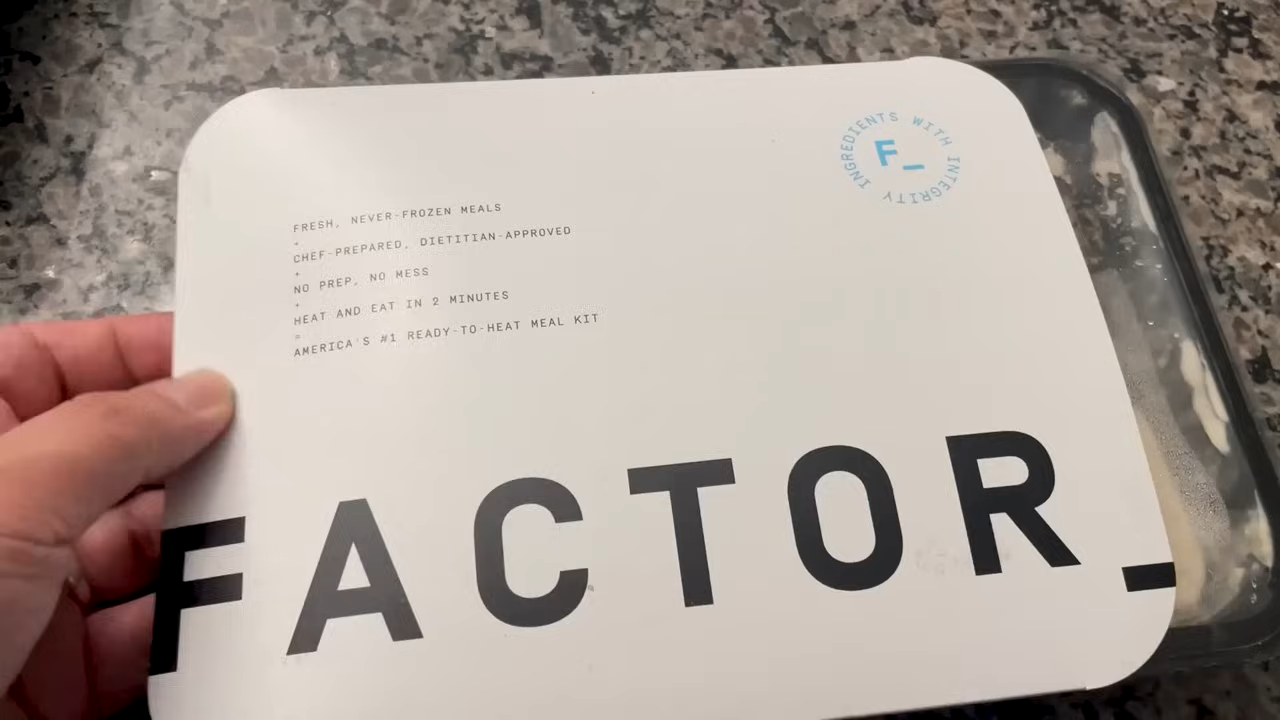 INGREDIENTS WITH INTEGRITY
F_
FRESH, NEVER-FROZEN MEALS
+
CHEF-PREPARED, DIETITIAN-APPROVED
+
NO PREP, NO MESS
+
HEAT AND EAT IN 2 MINUTES
=
AMERICA'S #1 READY-TO-HEAT MEAL KIT
FACTOR_